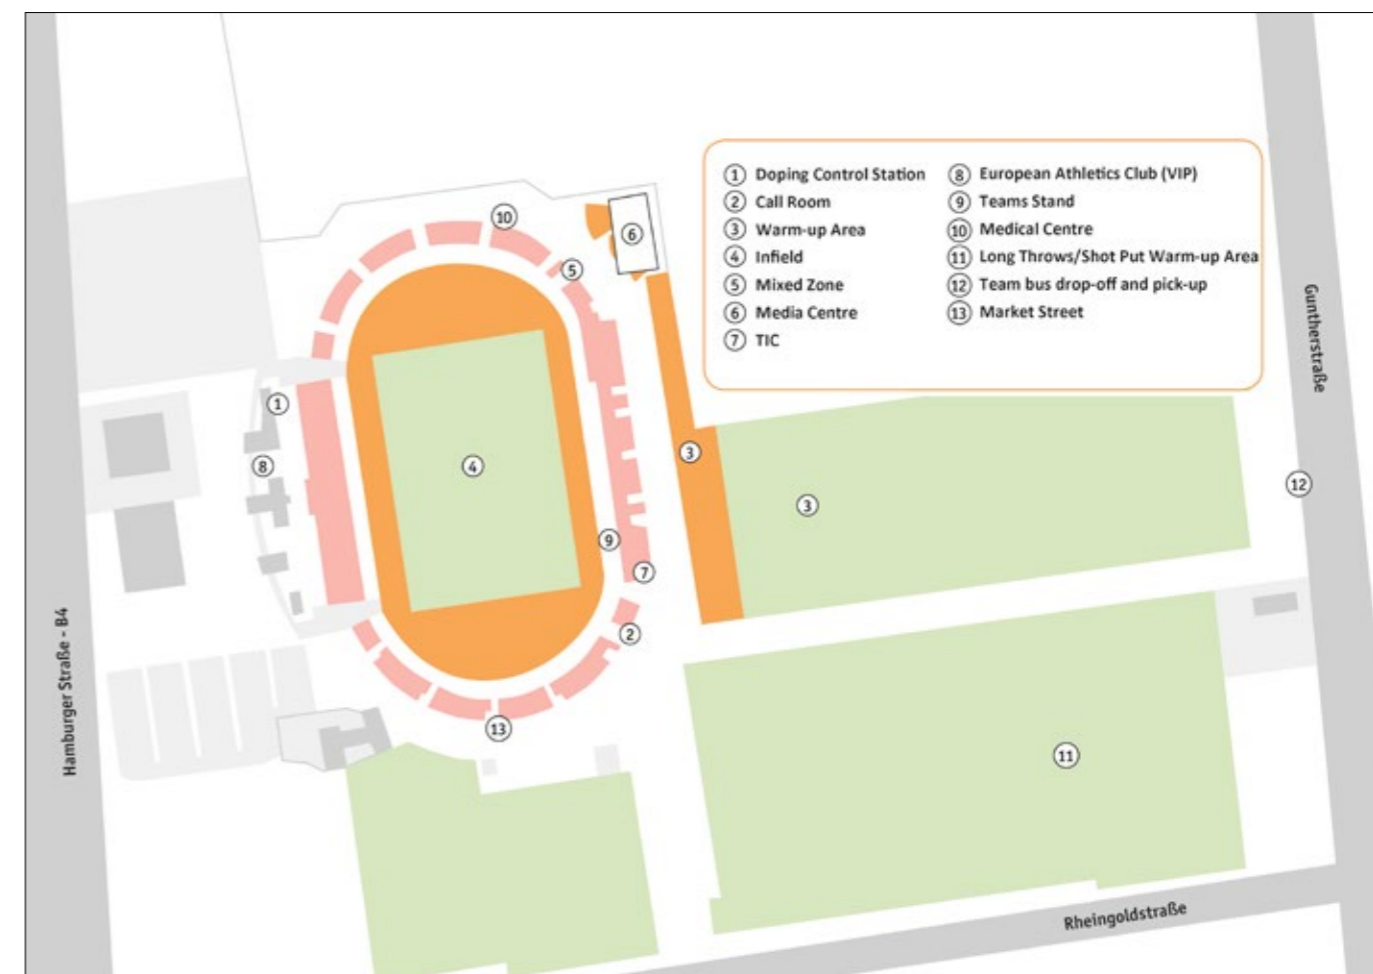 1 Doping Control Station
2 Call Room
3 Warm-up Area
4 Infield
5 Mixed Zone
6 Media Centre
7 TIC
8 European Athletics Club (VIP)
9 Teams Stand
10 Medical Centre
11 Long Throws/Shot Put Warm-up Area
12 Team bus drop-off and pick-up
13 Market Street
10
6
5
1
3
8
4
12
3
9
7
2
13
11
Guntherstraße
Hamburger Straße - B4
Rheingoldstraße